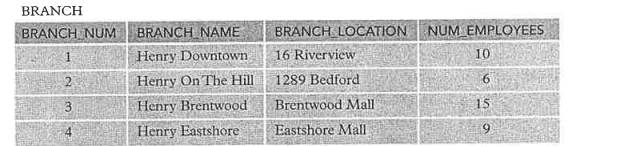 BRANCH
BRANCH_NUM BRANCH_NAME BRANCH_LOCATION NUM_EMPLOYEES
1 Henry Downtown 16 Riverview 10
2 Henry On The Hill 1289 Bedford 6
3 Henry Brentwood Brentwood Mall 15
4 Henry Eastshore Eastshore Mall 9